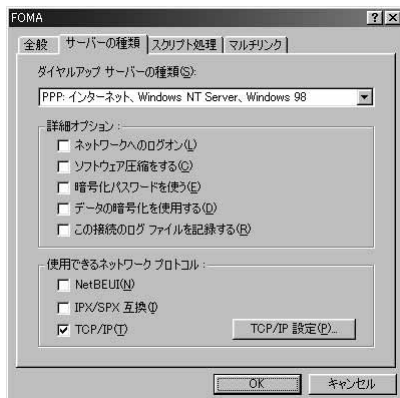 FOMA
全般 サーバーの種類 スクリプト処理 マルチリンク
ダイヤルアップ サーバーの種類(S):
PPP: インターネット、Windows NT Server、Windows 98
詳細オプション :
ネットワークへのログオン(L)
ソフトウェア圧縮をする(C)
暗号化パスワードを使う(E)
データの暗号化を使用する(D)
この接続のログ ファイルを記録する(R)
使用できるネットワーク プロトコル :
NetBEUI(N)
IPX/SPX 互換(I)
TCP/IP(T)
TCP/IP 設定(P)...
OK キャンセル